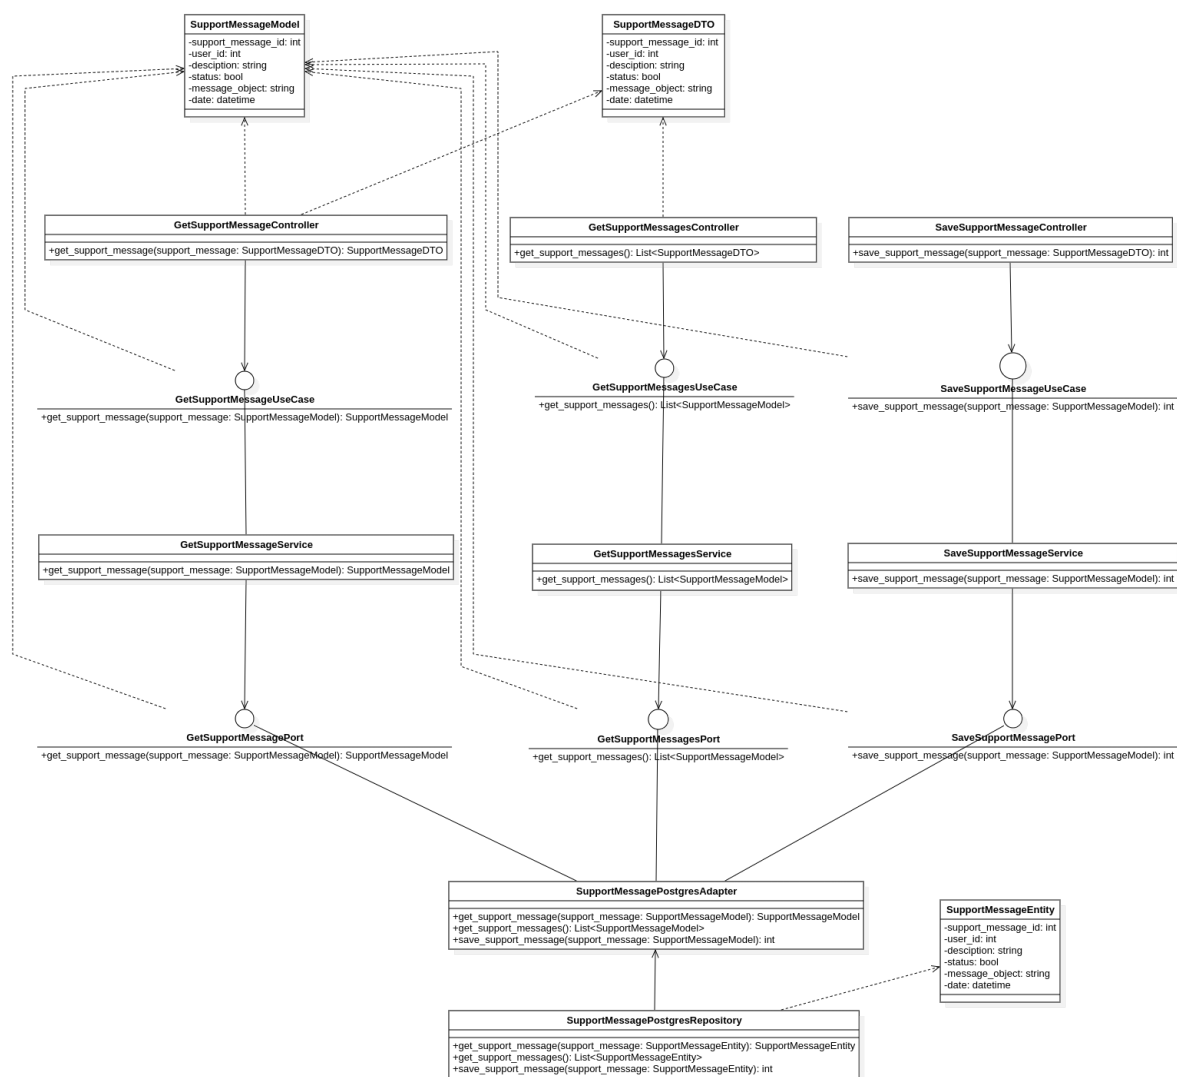 SupportMessageModel
-support_message_id: int
-user_id: int
-desciption: string
-status: bool
-message_object: string
-date: datetime
SupportMessageDTO
-support_message_id: int
-user_id: int
-desciption: string
-status: bool
-message_object: string
-date: datetime
GetSupportMessageController
+get_support_message(support_message: SupportMessageDTO): SupportMessageDTO
GetSupportMessagesController
+get_support_messages(): List<SupportMessageDTO>
SaveSupportMessageController
+save_support_message(support_message: SupportMessageDTO): int
GetSupportMessageUseCase
+get_support_message(support_message: SupportMessageModel): SupportMessageModel
GetSupportMessagesUseCase
+get_support_messages(): List<SupportMessageModel>
SaveSupportMessageUseCase
+save_support_message(support_message: SupportMessageModel): int
GetSupportMessageService
+get_support_message(support_message: SupportMessageModel): SupportMessageModel
GetSupportMessagesService
+get_support_messages(): List<SupportMessageModel>
SaveSupportMessageService
+save_support_message(support_message: SupportMessageModel): int
GetSupportMessagePort
+get_support_message(support_message: SupportMessageModel): SupportMessageModel
GetSupportMessagesPort
+get_support_messages(): List<SupportMessageModel>
SaveSupportMessagePort
+save_support_message(support_message: SupportMessageModel): int
SupportMessagePostgresAdapter
+get_support_message(support_message: SupportMessageModel): SupportMessageModel
+get_support_messages(): List<SupportMessageModel>
+save_support_message(support_message: SupportMessageModel): int
SupportMessageEntity
-support_message_id: int
-user_id: int
-desciption: string
-status: bool
-message_object: string
-date: datetime
SupportMessagePostgresRepository
+get_support_message(support_message: SupportMessageEntity): SupportMessageEntity
+get_support_messages(): List<SupportMessageEntity>
+save_support_message(support_message: SupportMessageEntity): int